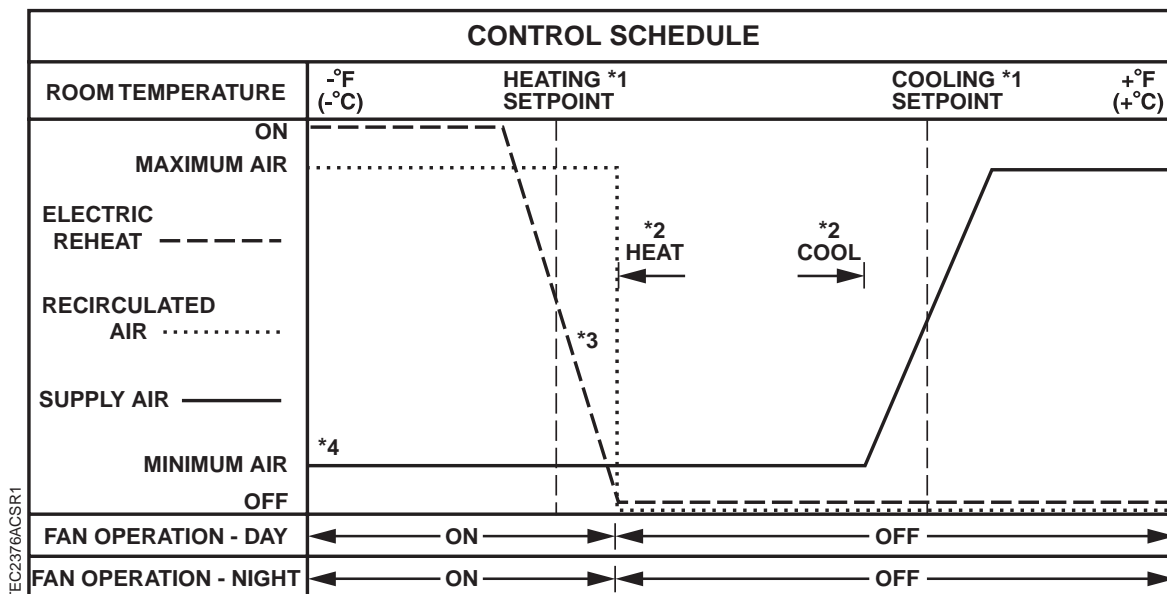 CONTROL SCHEDULE
ROOM TEMPERATURE
-°F
(-°C)
HEATING *1
SETPOINT
COOLING *1
SETPOINT
+°F
(+°C)
ON
MAXIMUM AIR
ELECTRIC
REHEAT
*2
HEAT
*2
COOL
RECIRCULATED
AIR
*3
SUPPLY AIR
*4
MINIMUM AIR
OFF
FAN OPERATION - DAY
ON
OFF
FAN OPERATION - NIGHT
ON
OFF
TEC2376ACSR1